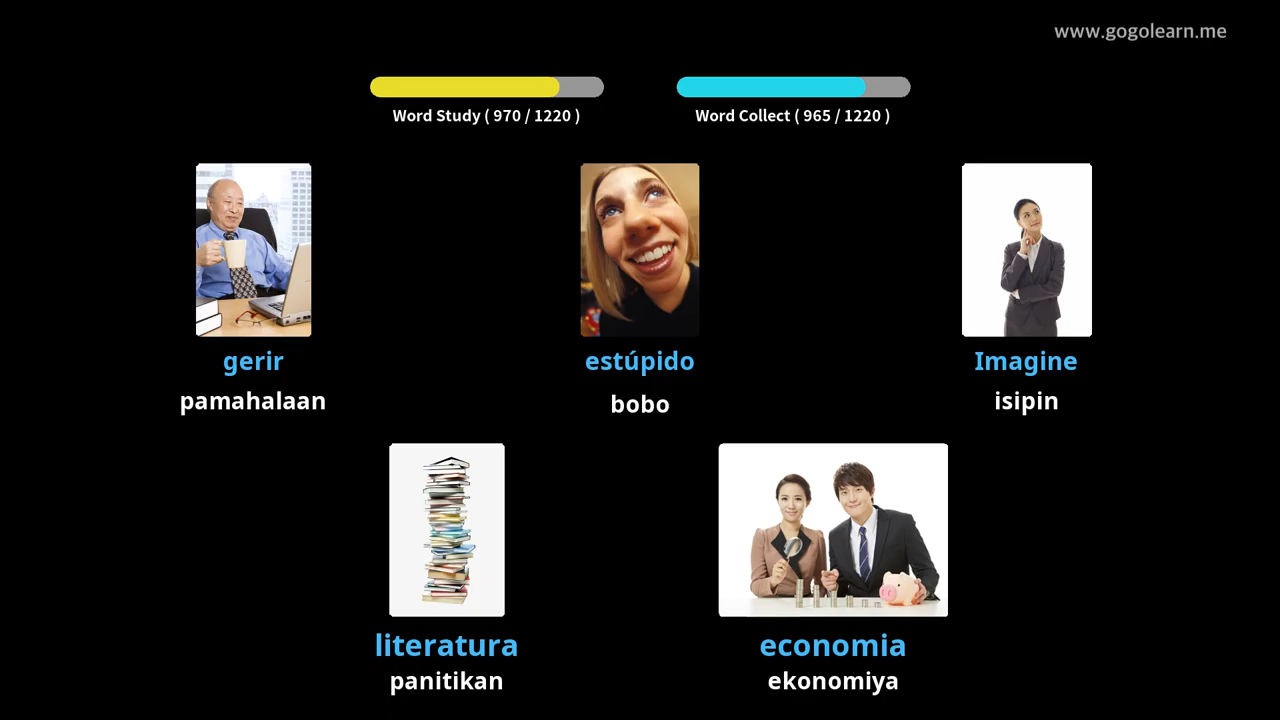 www.gogolearn.me
Word Study ( 970 / 1220 )
Word Collect ( 965 / 1220 )
gerir
pamahalaan
estúpido
bobo
Imagine
isipin
literatura
panitikan
economia
ekonomiya